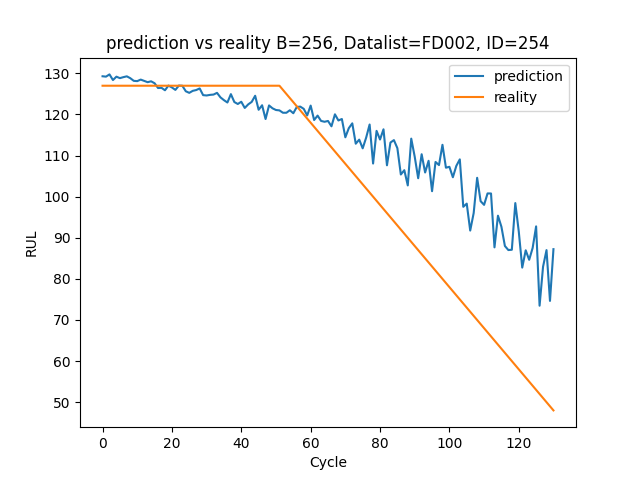 prediction vs reality B=256, Datalist=FD002, ID=254
prediction
reality
130
120
110
100
90
80
70
60
50
RUL
0 20 40 60 80 100 120
Cycle